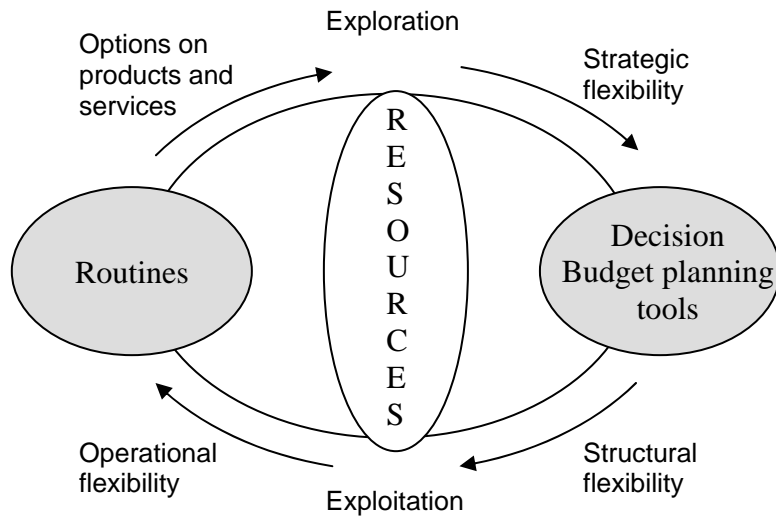 Exploration
Options on
products and
services
Strategic
flexibility
R
E
S
O
U
R
C
E
S
Routines
Decision
Budget planning
tools
Operational
flexibility
Structural
flexibility
Exploitation